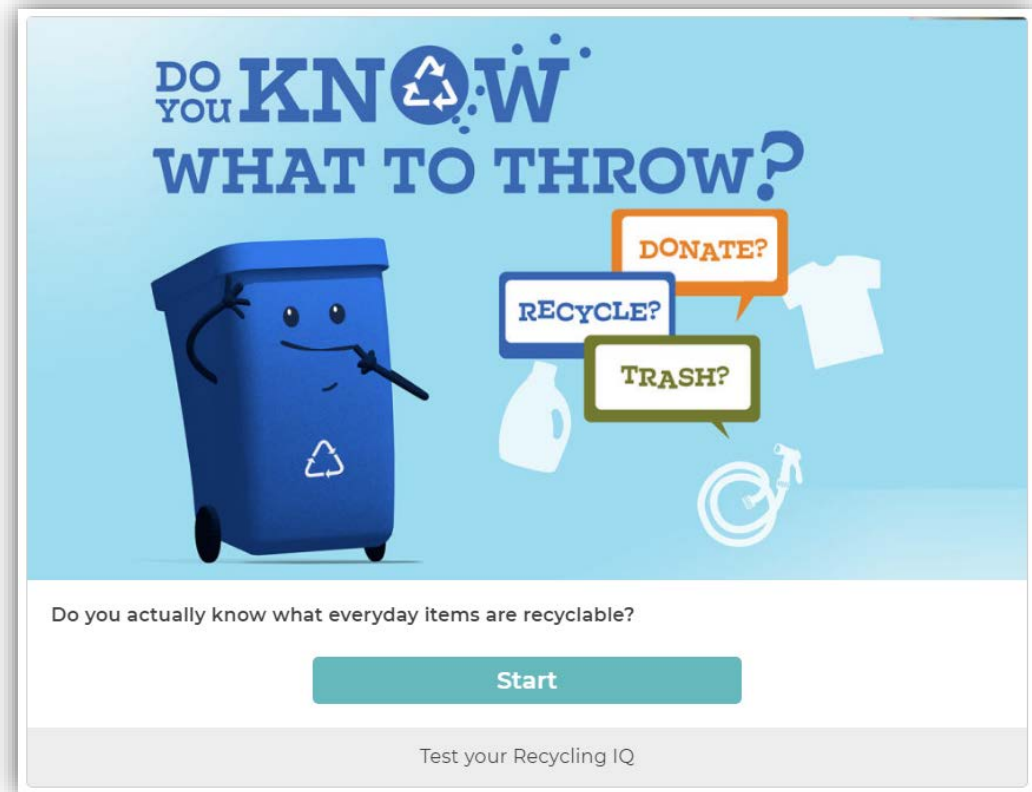 DO YOU KNOW
WHAT TO THROW?
DONATE?
RECYCLE?
TRASH?
Do you actually know what everyday items are recyclable?
Start
Test your Recycling IQ